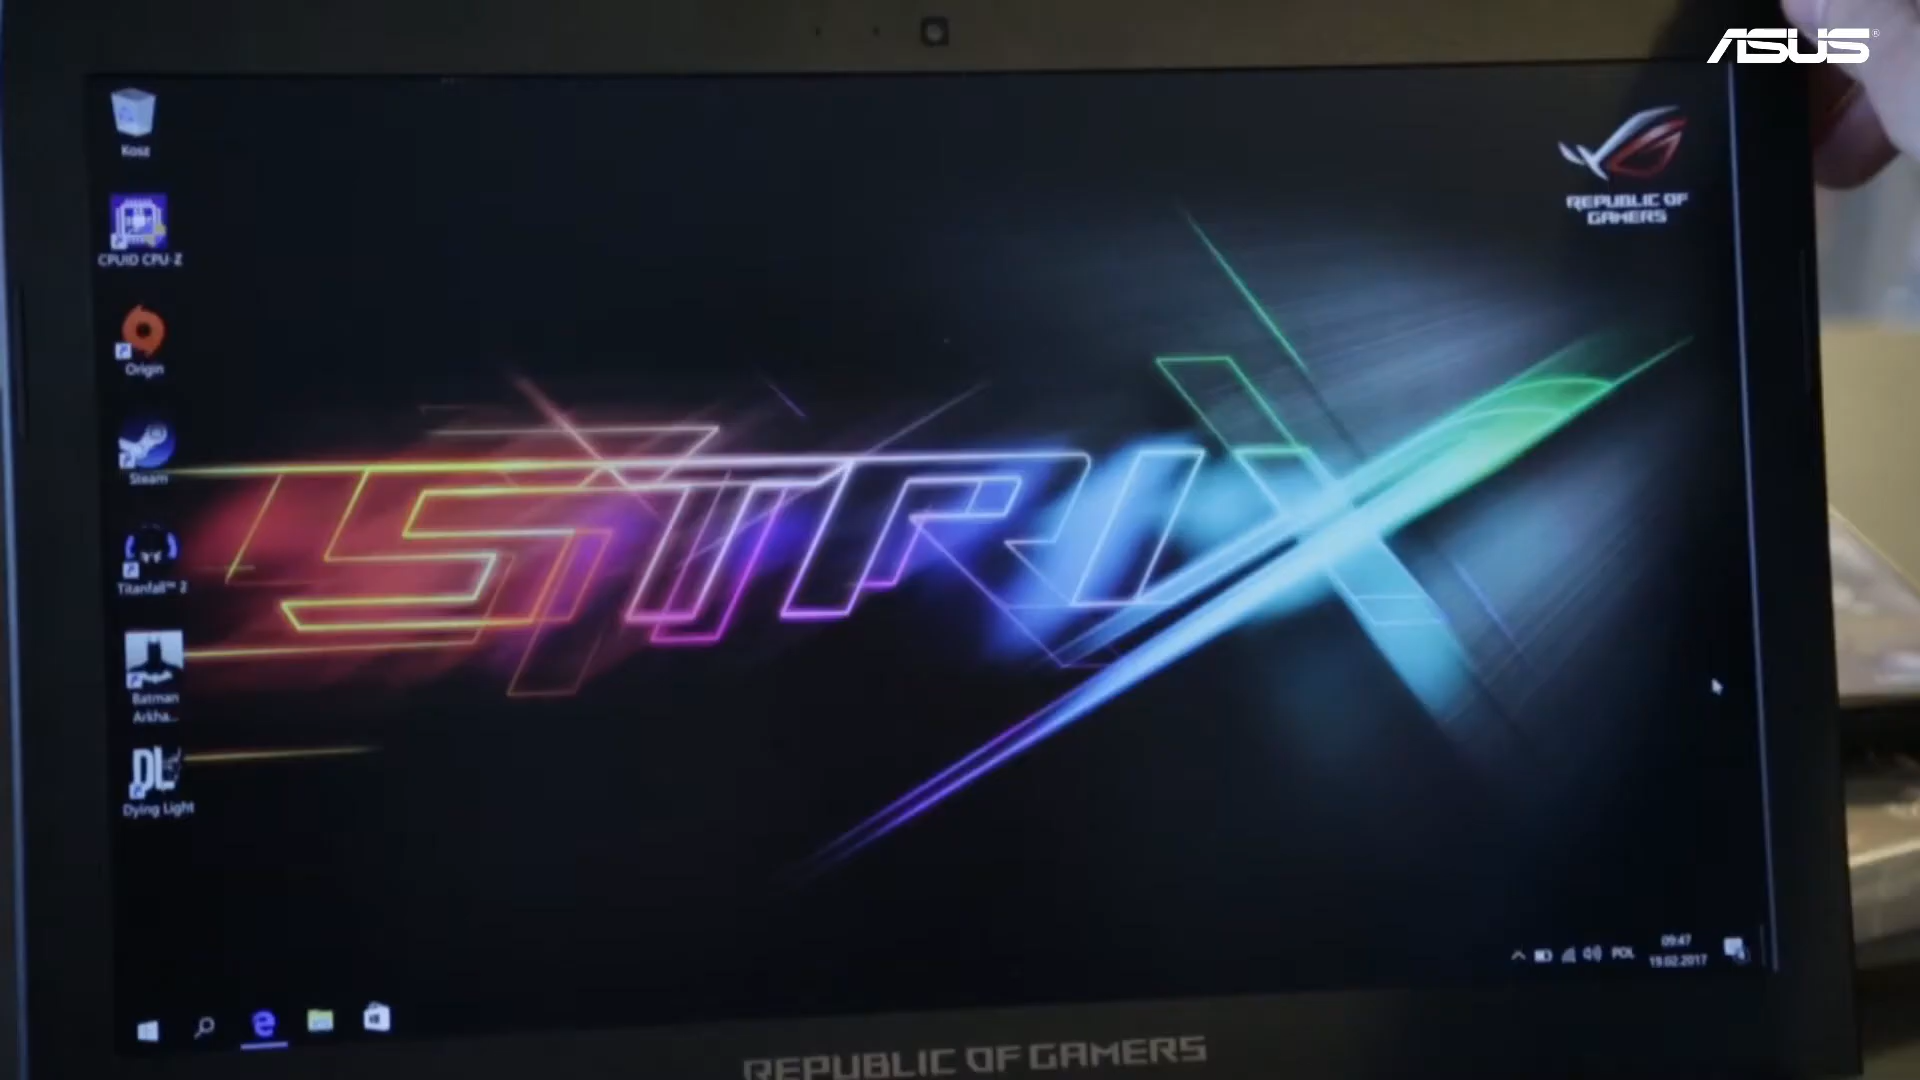 ASUS
Kosz
CPUID CPU-Z
Origin
Steam
Titanfall™ 2
Batman
Arkha...
Dying Light
REPUBLIC OF
GAMERS
STRIX
POL
09:47
19.02.2017
REPUBLIC OF GAMERS